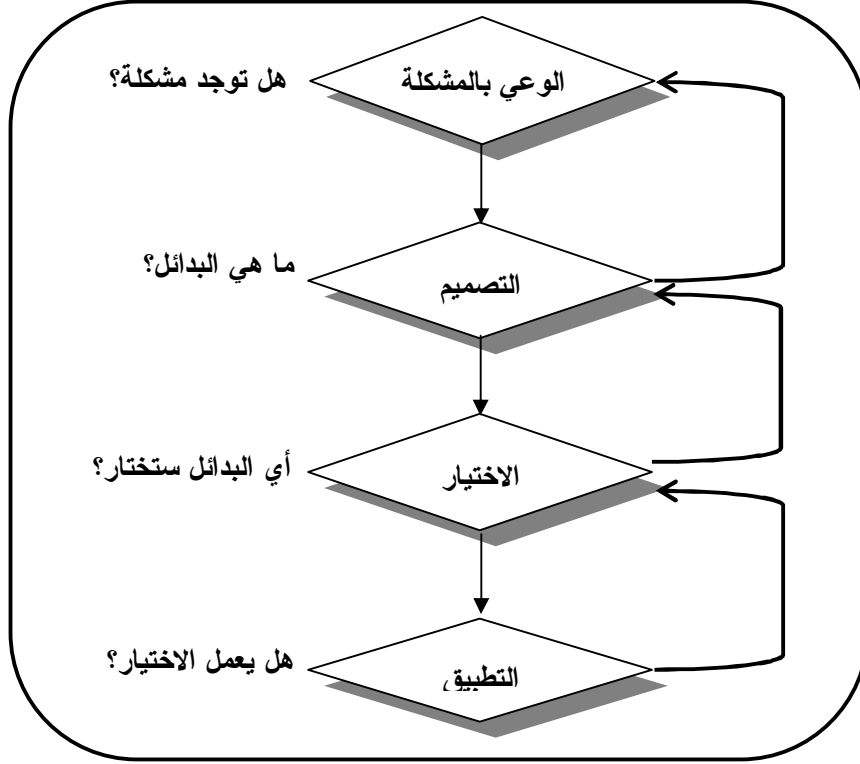 هل توجد مشكلة؟
الوعي بالمشكلة
ما هي البدائل؟
التصميم
أي البدائل ستختار؟
الاختيار
هل يعمل الاختيار؟
التطبيق